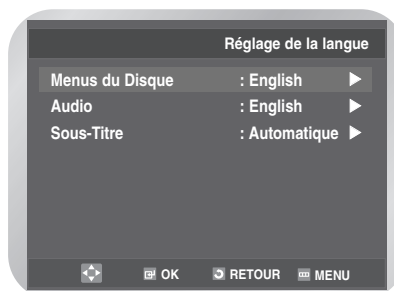 Réglage de la langue
Menus du Disque : English ►
Audio : English ►
Sous-Titre : Automatique ►
OK RETOUR MENU